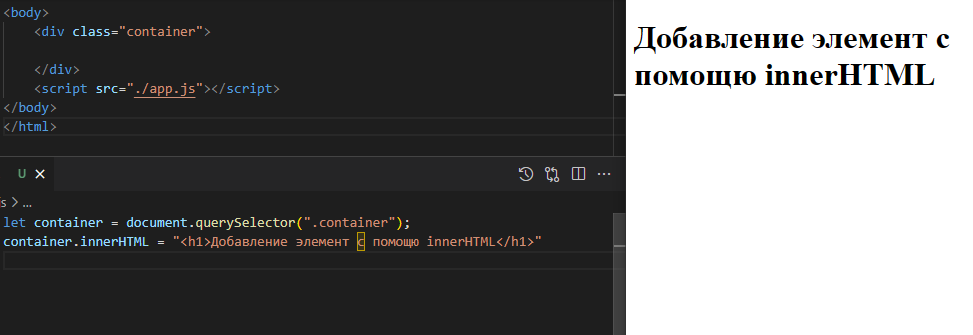 <body>
<div class="container">
</div>
<script src="./app.js"></script>
</body>
</html>
U ×
s > ...
let container = document.querySelector(".container");
container.innerHTML = "<h1>Добавление элемент с помощю innerHTML</h1>"
Добавление элемент с
помощю innerHTML